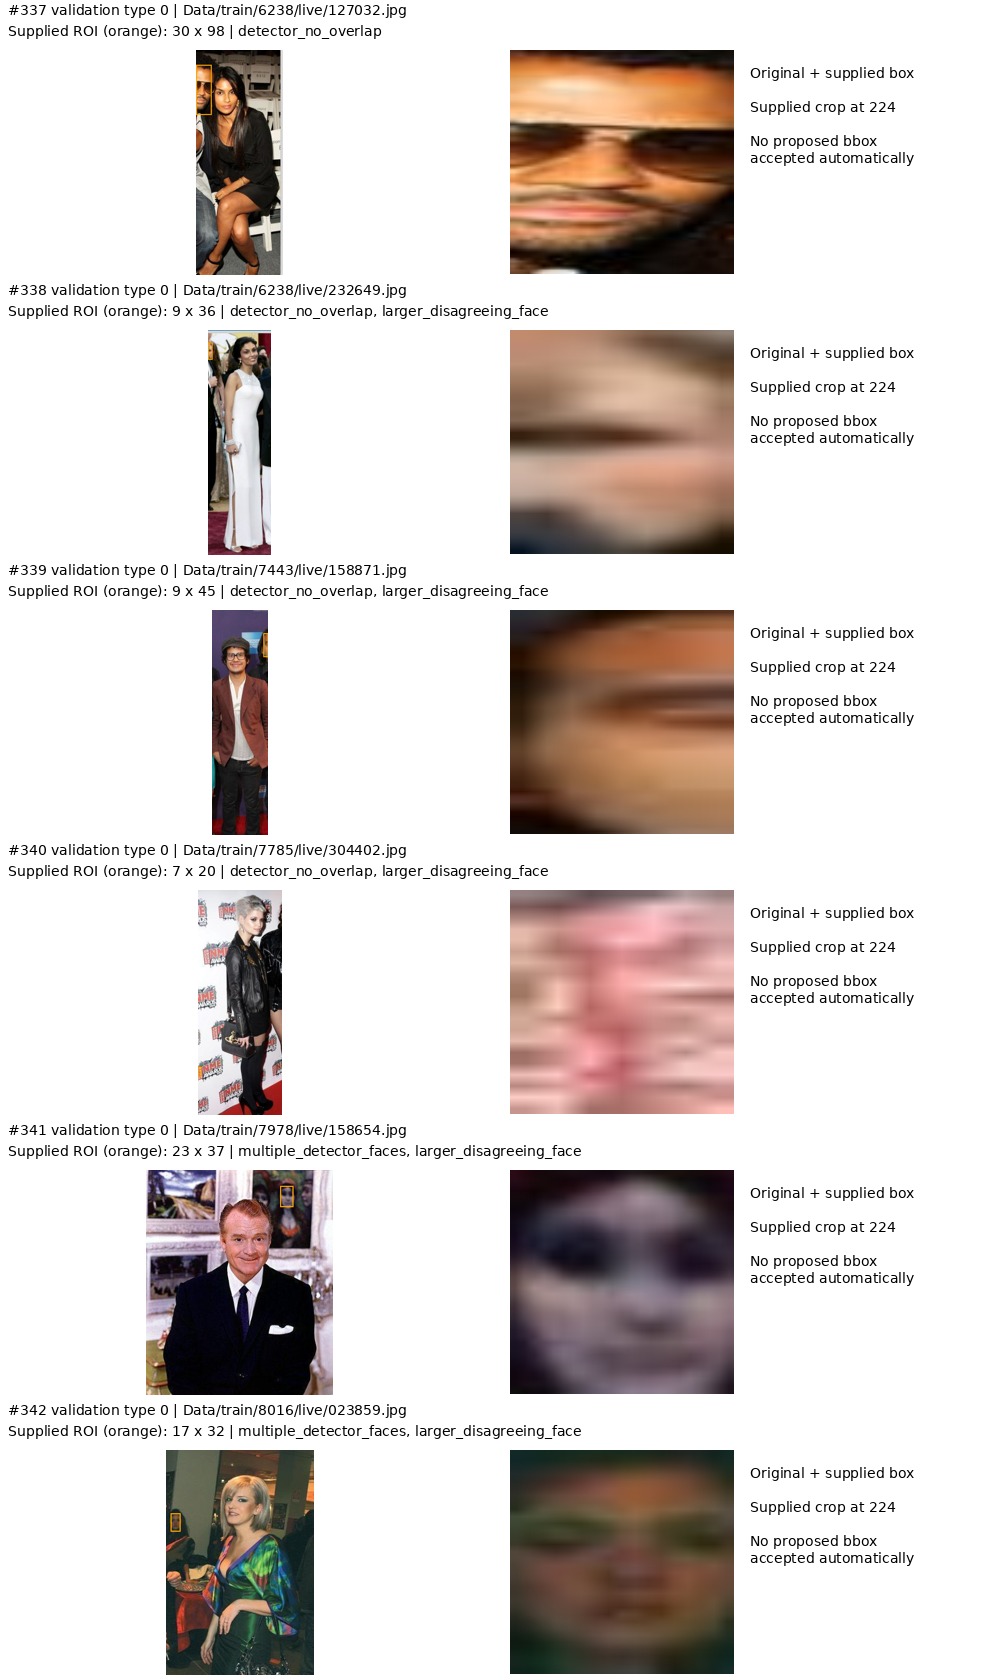 #337 validation type 0 | Data/train/6238/live/127032.jpg
Supplied ROI (orange): 30 x 98 | detector_no_overlap
Original + supplied box
Supplied crop at 224
No proposed bbox
accepted automatically
#338 validation type 0 | Data/train/6238/live/232649.jpg
Supplied ROI (orange): 9 x 36 | detector_no_overlap, larger_disagreeing_face
Original + supplied box
Supplied crop at 224
No proposed bbox
accepted automatically
#339 validation type 0 | Data/train/7443/live/158871.jpg
Supplied ROI (orange): 9 x 45 | detector_no_overlap, larger_disagreeing_face
Original + supplied box
Supplied crop at 224
No proposed bbox
accepted automatically
#340 validation type 0 | Data/train/7785/live/304402.jpg
Supplied ROI (orange): 7 x 20 | detector_no_overlap, larger_disagreeing_face
Original + supplied box
Supplied crop at 224
No proposed bbox
accepted automatically
#341 validation type 0 | Data/train/7978/live/158654.jpg
Supplied ROI (orange): 23 x 37 | multiple_detector_faces, larger_disagreeing_face
Original + supplied box
Supplied crop at 224
No proposed bbox
accepted automatically
#342 validation type 0 | Data/train/8016/live/023859.jpg
Supplied ROI (orange): 17 x 32 | multiple_detector_faces, larger_disagreeing_face
Original + supplied box
Supplied crop at 224
No proposed bbox
accepted automatically